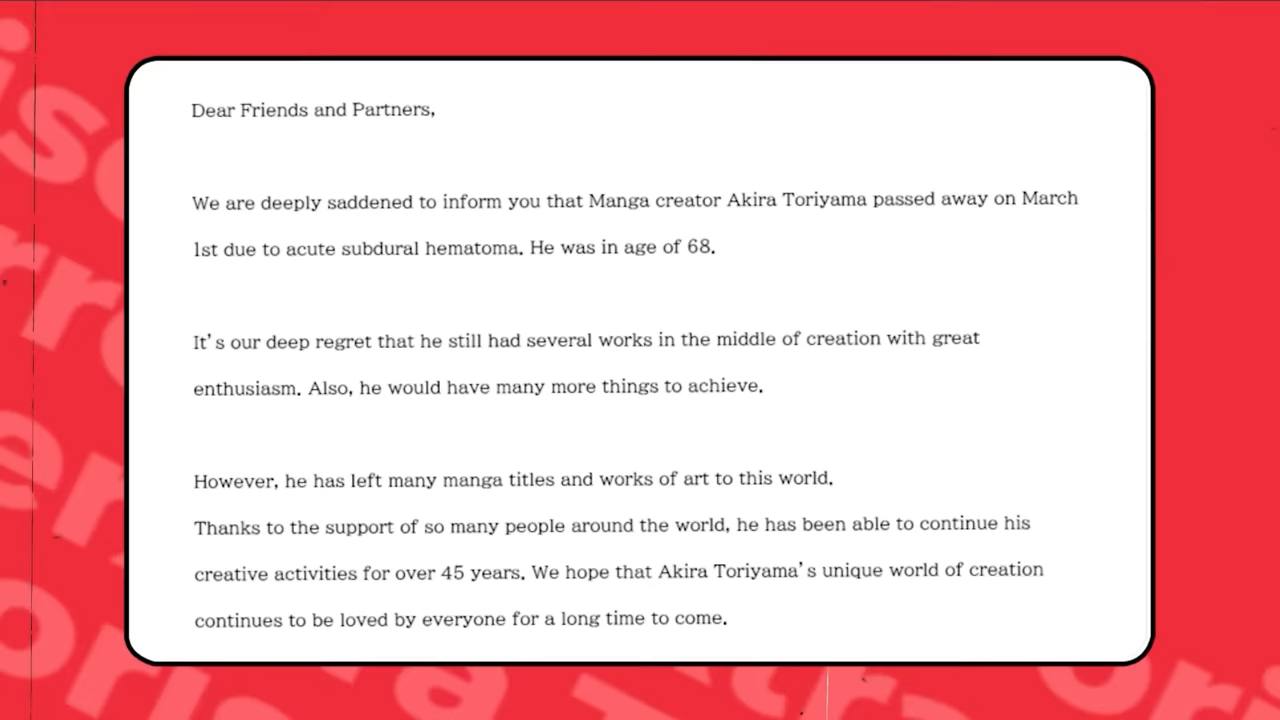 Dear Friends and Partners,
We are deeply saddened to inform you that Manga creator Akira Toriyama passed away on March
1st due to acute subdural hematoma. He was in age of 68.
It's our deep regret that he still had several works in the middle of creation with great
enthusiasm. Also, he would have many more things to achieve.
However, he has left many manga titles and works of art to this world.
Thanks to the support of so many people around the world, he has been able to continue his
creative activities for over 45 years. We hope that Akira Toriyama's unique world of creation
continues to be loved by everyone for a long time to come.